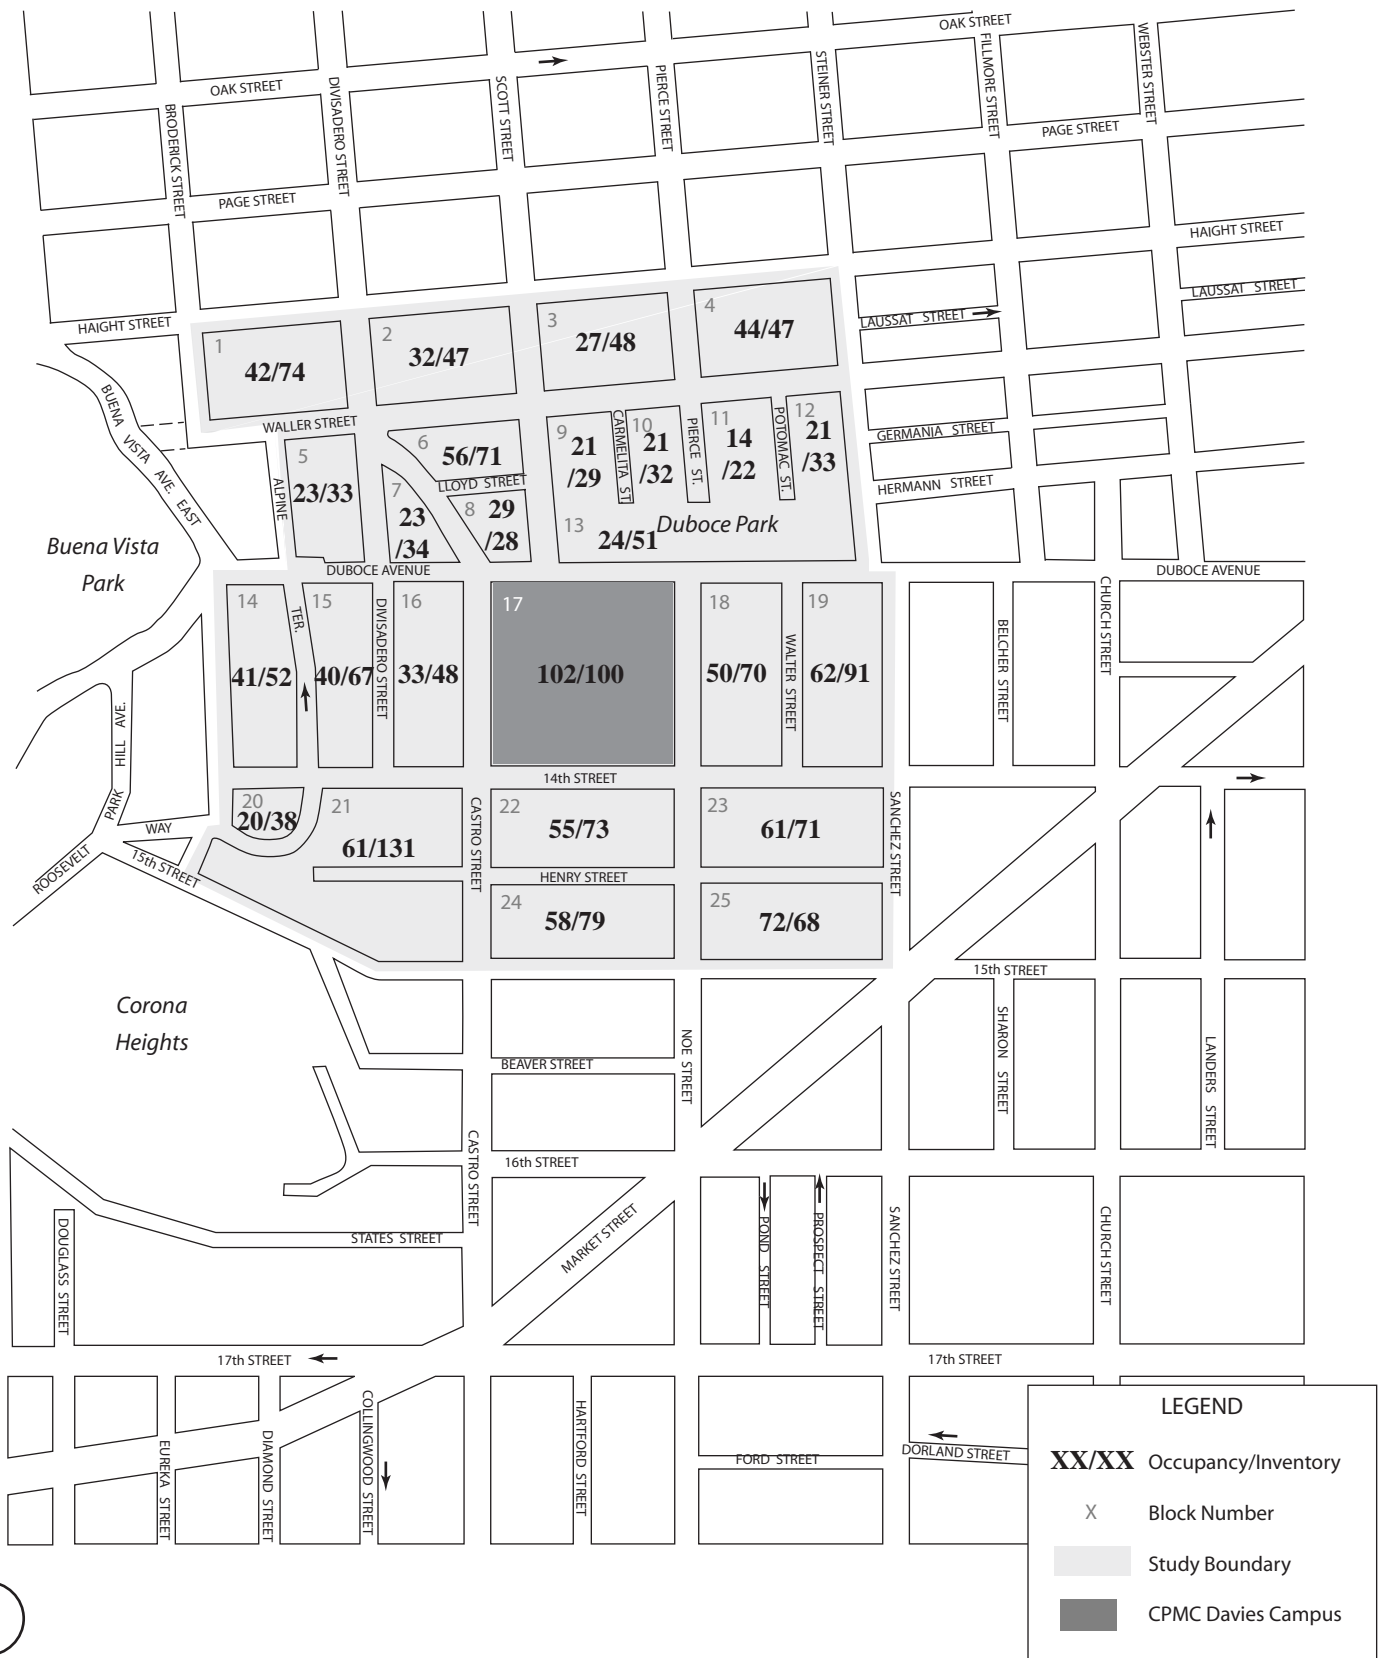 OAK STREET
OAK STREET
BRODERICK STREET
DIVISADERO STREET
SCOTT STREET
PIERCE STREET
STEINER STREET
FILLMORE STREET
WEBSTER STREET
PAGE STREET
PAGE STREET
HAIGHT STREET
HAIGHT STREET
LAUSSAT STREET
LAUSSAT STREET
1
42/74
2
32/47
3
27/48
4
44/47
BUENA VISTA AVE. EAST
WALLER STREET
ALPINE
TER.
5
23/33
6
56/71
LLOYD STREET
7
23
/34
8
29
/28
9
21
/29
CARMELITA ST.
10
21
/32
PIERCE ST.
11
14
/22
POTOMAC ST.
12
21
/33
13
24/51
Duboce Park
GERMANIA STREET
HERMANN STREET
Buena Vista
Park
DUBOCE AVENUE
DUBOCE AVENUE
14
41/52
15
40/67
DIVISADERO STREET
16
33/48
17
102/100
18
50/70
WALTER STREET
19
62/91
BELCHER STREET
CHURCH STREET
PARK HILL AVE.
14th STREET
20
20/38
21
61/131
CASTRO STREET
22
55/73
23
61/71
SANCHEZ STREET
ROOSEVELT
WAY
15th STREET
HENRY STREET
24
58/79
25
72/68
15th STREET
Corona
Heights
NOE STREET
SHARON STREET
LANDERS STREET
BEAVER STREET
CASTRO STREET
16th STREET
MARKET STREET
POND STREET
PROSPECT STREET
SANCHEZ STREET
CHURCH STREET
DOUGLASS STREET
STATES STREET
17th STREET
17th STREET
EUREKA STREET
DIAMOND STREET
COLLINGWOOD STREET
HARTFORD STREET
FORD STREET
DORLAND STREET
LEGEND
XX/XX Occupancy/Inventory
X Block Number
Study Boundary
CPMC Davies Campus